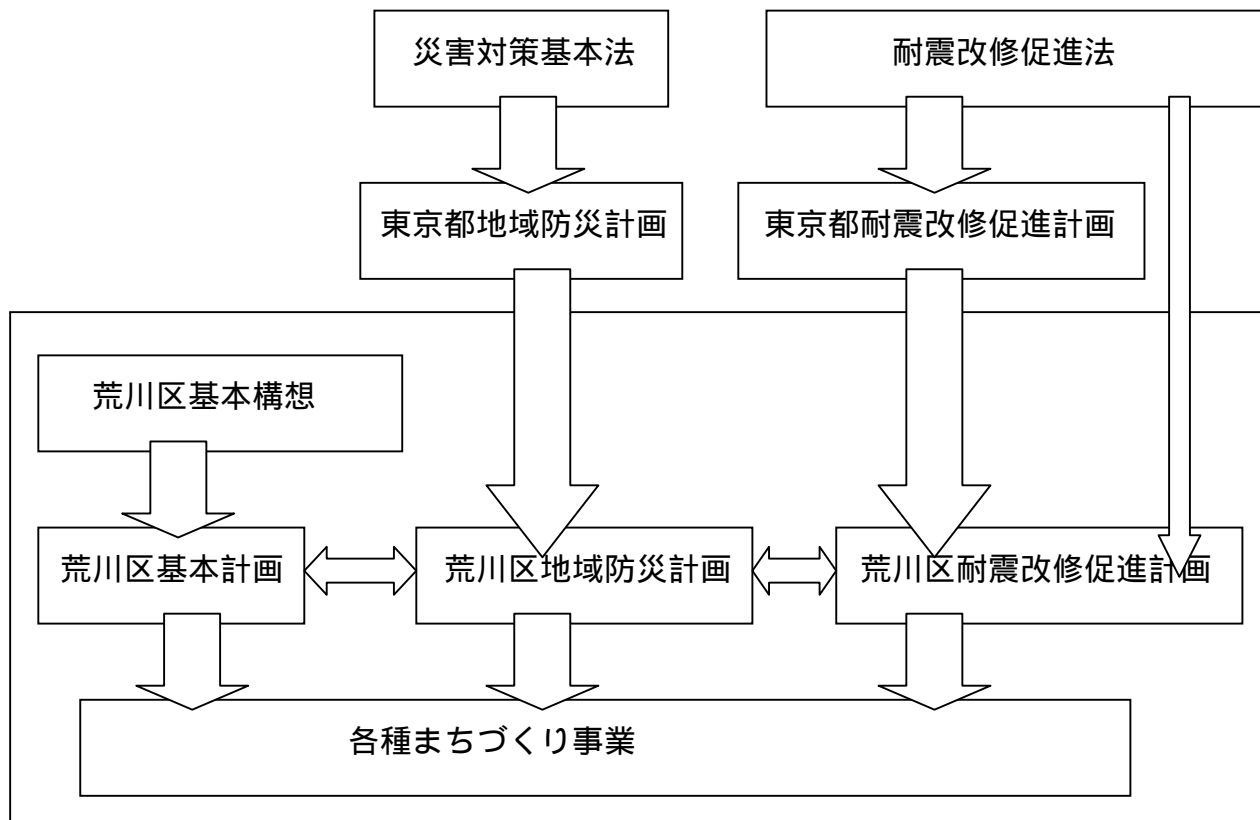 災害対策基本法
耐震改修促進法
東京都地域防災計画
東京都耐震改修促進計画
荒川区基本構想
荒川区基本計画
荒川区地域防災計画
荒川区耐震改修促進計画
各種まちづくり事業